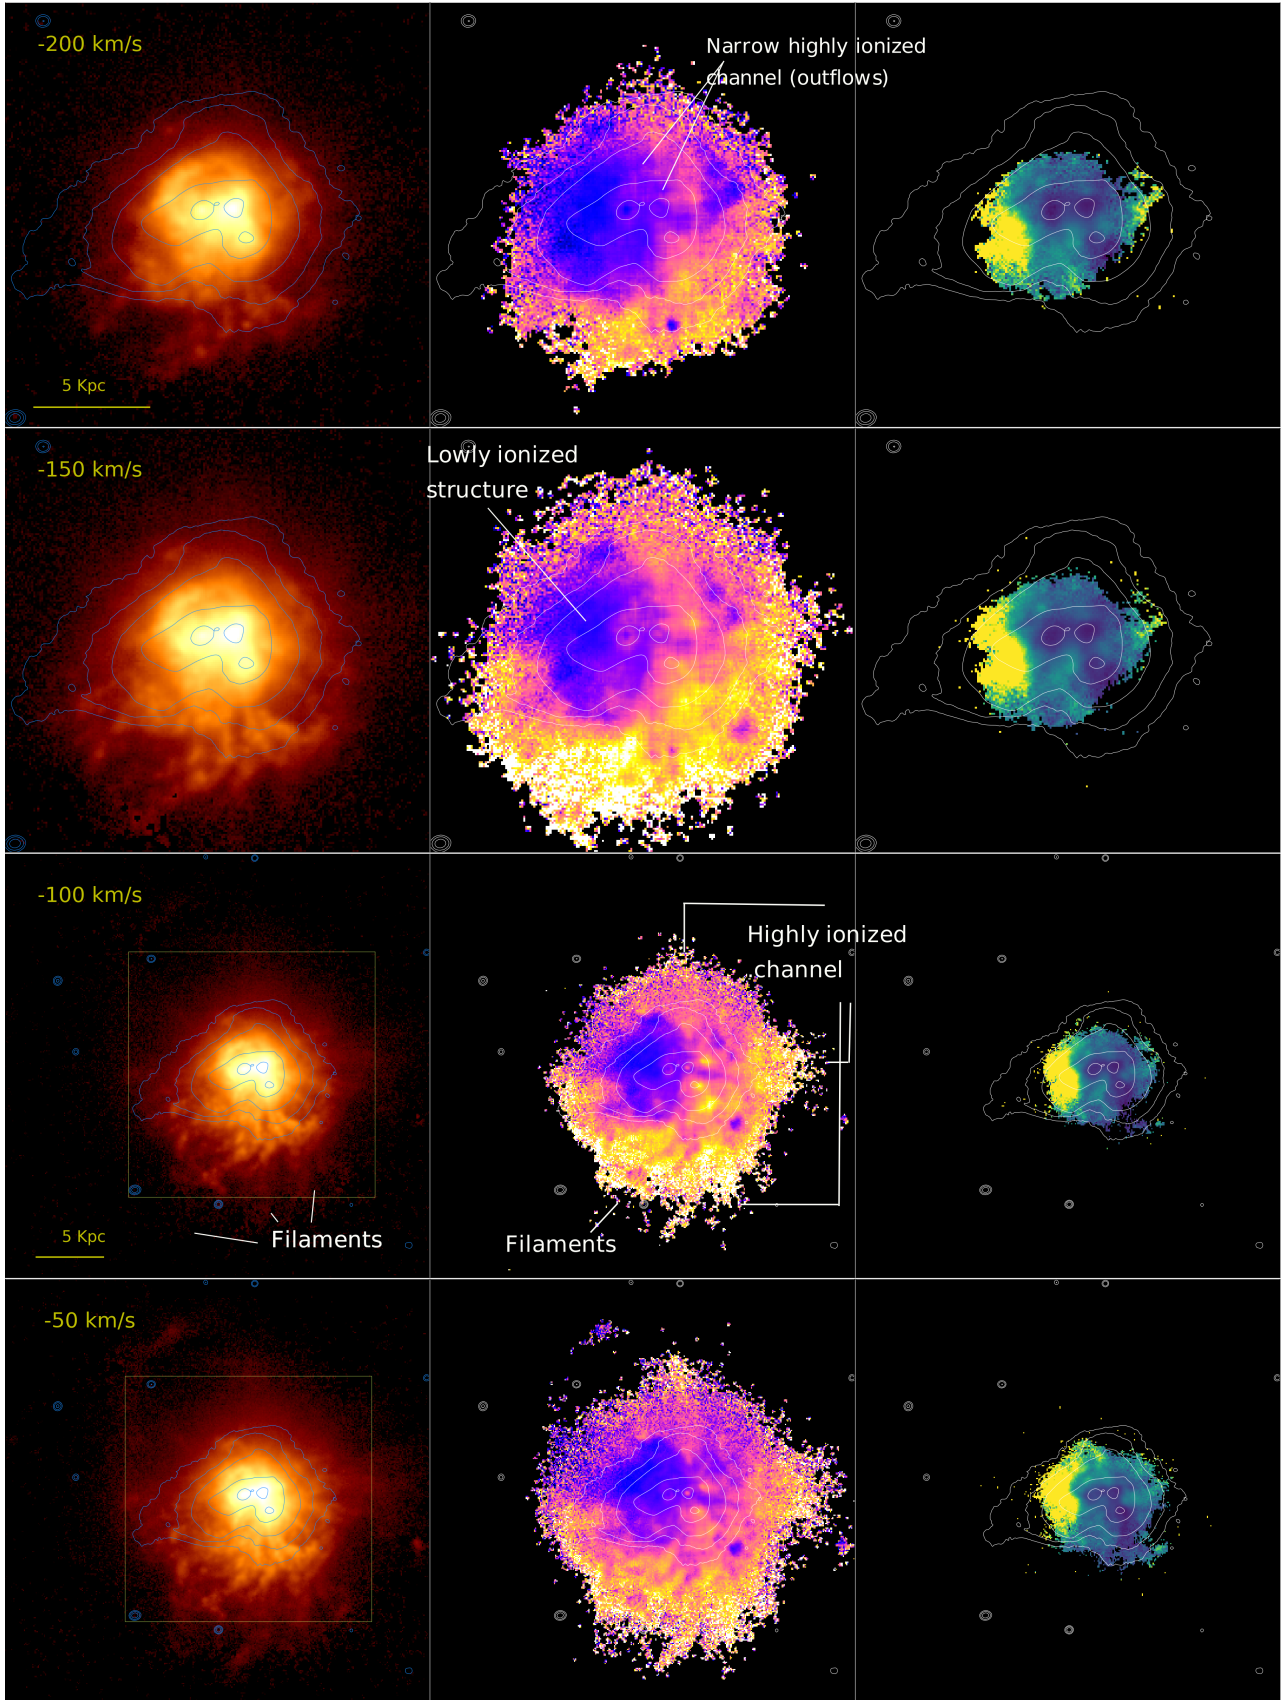 -200 km/s
Narrow highly ionized
channel (outflows)
5 Kpc
-150 km/s
Lowly ionized
structure
-100 km/s
Highly ionized
channel
Filaments
5 Kpc
Filaments
-50 km/s